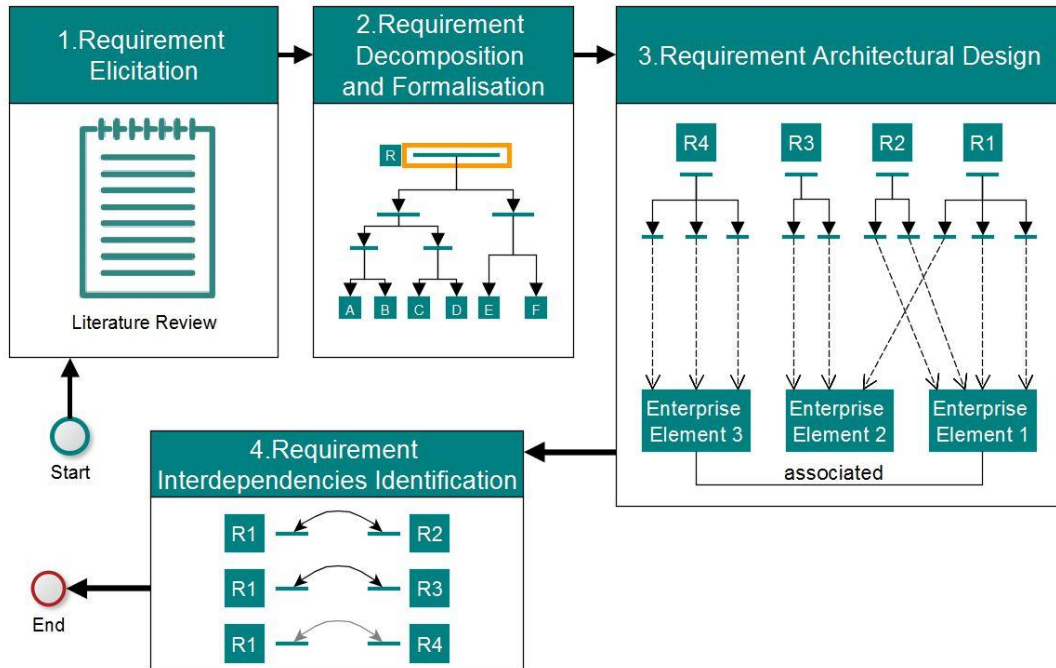 1.Requirement
Elicitation
Literature Review
2.Requirement
Decomposition
and Formalisation
R
A B C D E F
3.Requirement Architectural Design
R4 R3 R2 R1
Enterprise
Element 3
Enterprise
Element 2
Enterprise
Element 1
associated
Start
4.Requirement
Interdependencies Identification
R1 R2
R1 R3
R1 R4
End